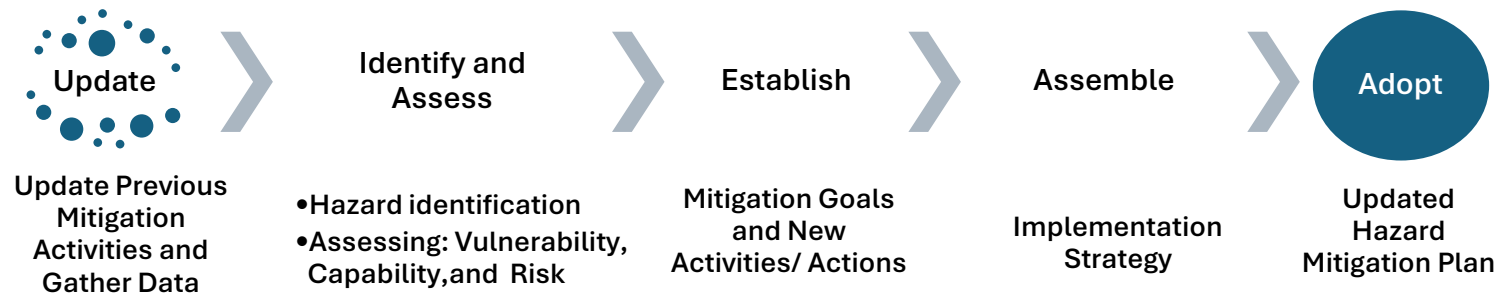 Update
Identify and
Assess
Establish
Assemble
Adopt
Update Previous
Mitigation
Activities and
Gather Data
•Hazard identification
•Assessing: Vulnerability,
Capability,and Risk
Mitigation Goals
and New
Activities/ Actions
Implementation
Strategy
Updated
Hazard
Mitigation Plan